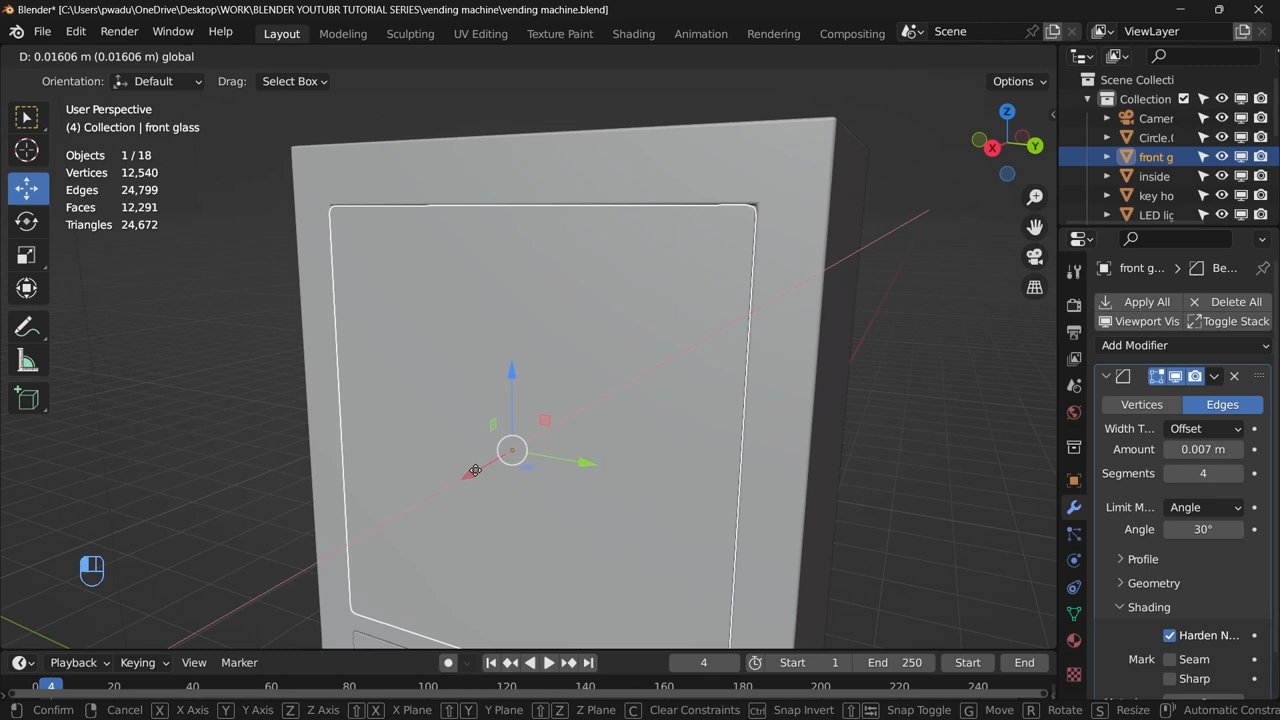 Blender* [C:\Users\pwadu\OneDrive\Desktop\WORK\BLENDER YOUTUBR TUTORIAL SERIES\vending machine\vending machine.blend]
File Edit Render Window Help Layout Modeling Sculpting UV Editing Texture Paint Shading Animation Rendering Compositing Scene ViewLayer
D: 0.01606 m (0.01606 m) global
Orientation: Default Drag: Select Box Options
User Perspective
(4) Collection | front glass
Objects 1 / 18
Vertices 12,540
Edges 24,799
Faces 12,291
Triangles 24,672
Z
Y
X
Scene Collecti
Collection
Camer
Circle.(
front g
inside
key ho
LED lig
front g... > Be...
Apply All Delete All
Viewport Vis Toggle Stack
Add Modifier
Vertices Edges
Width T... Offset
Amount 0.007 m
Segments 4
Limit M... Angle
Angle 30°
Profile
Geometry
Shading
Harden N...
Mark Seam
Sharp
Playback Keying View Marker 4 Start 1 End 250 Start End
0 4 20 40 60 80 100 120 140 160 180 200 220 240
Confirm Cancel X X Axis Y Y Axis Z Z Axis X X Plane Y Y Plane Z Z Plane C Clear Constraints Ctrl Snap Invert Snap Toggle G Move R Rotate S Resize Automatic Constra